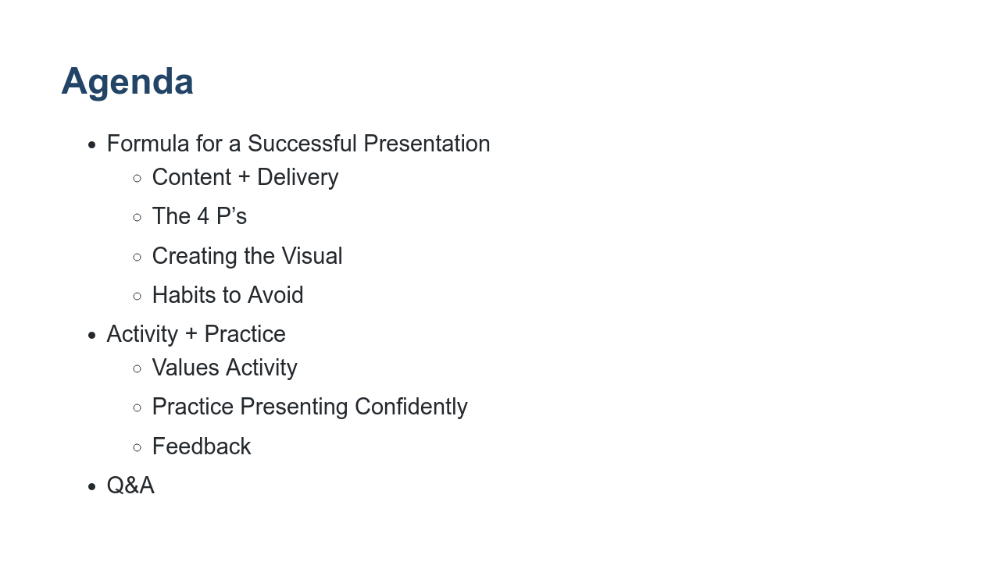 Agenda
Formula for a Successful Presentation
Content + Delivery
The 4 P’s
Creating the Visual
Habits to Avoid
Activity + Practice
Values Activity
Practice Presenting Confidently
Feedback
Q&A